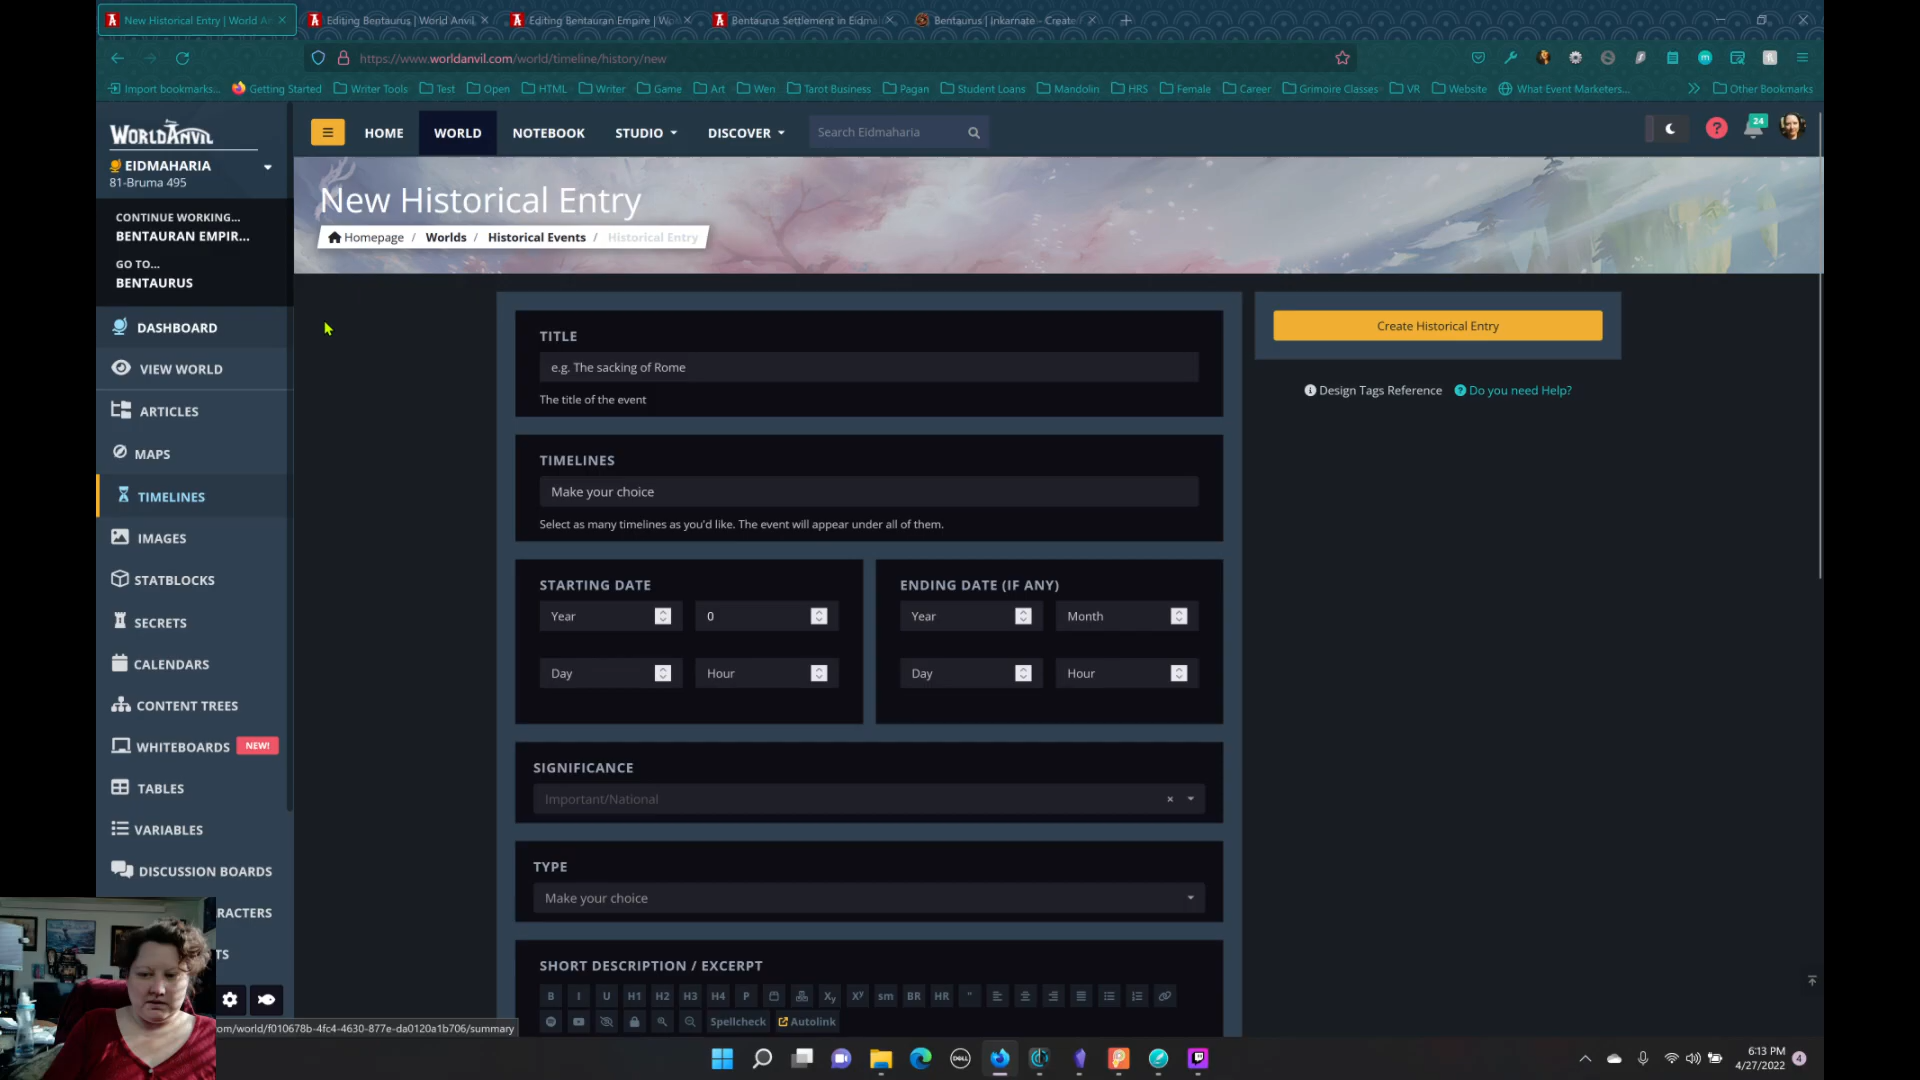 New Historical Entry | World An
Editing Bentaurus | World Anvil
Editing Bentauran Empire | Wo
Bentaurus Settlement in Eidma
Bentaurus | Inkarnate - Create
https://www.worldanvil.com/world/timeline/history/new
Import bookmarks...
Getting Started
Writer Tools
Test
Open
HTML
Writer
Game
Art
Wen
Tarot Business
Pagan
Student Loans
Mandolin
HRS
Female
Career
Grimoire Classes
VR
Website
What Event Marketers...
Other Bookmarks
WORLDANVIL
EIDMAHARIA
81-Bruma 495
HOME
WORLD
NOTEBOOK
STUDIO
DISCOVER
Search Eidmaharia
24
CONTINUE WORKING...
BENTAURAN EMPIR...
GO TO...
BENTAURUS
New Historical Entry
Homepage / Worlds / Historical Events / Historical Entry
DASHBOARD
VIEW WORLD
ARTICLES
MAPS
TIMELINES
IMAGES
STATBLOCKS
SECRETS
CALENDARS
CONTENT TREES
WHITEBOARDS NEW!
TABLES
VARIABLES
DISCUSSION BOARDS
RACTERS
TS
TITLE
e.g. The sacking of Rome
The title of the event
TIMELINES
Make your choice
Select as many timelines as you'd like. The event will appear under all of them.
STARTING DATE
Year 0
Day Hour
ENDING DATE (IF ANY)
Year Month
Day Hour
SIGNIFICANCE
Important/National ×
TYPE
Make your choice
SHORT DESCRIPTION / EXCERPT
B I U H1 H2 H3 H4 P Xy X^y sm BR HR "
Spellcheck Autolink
Create Historical Entry
Design Tags Reference Do you need Help?
om/world/f010678b-4fc4-4630-877e-da0120a1b706/summary
DELL
6:13 PM
4/27/2022
4